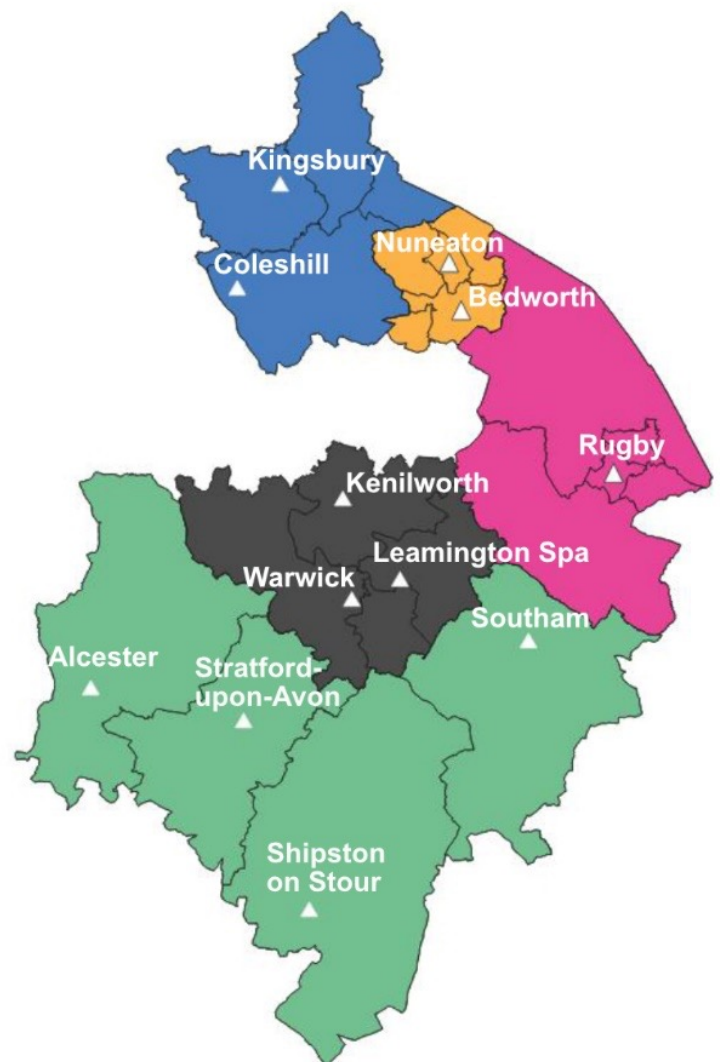 Kingsbury
Nuneaton
Coleshill
Bedworth
Rugby
Kenilworth
Leamington Spa
Warwick
Southam
Alcester
Stratford-
upon-Avon
Shipston
on Stour